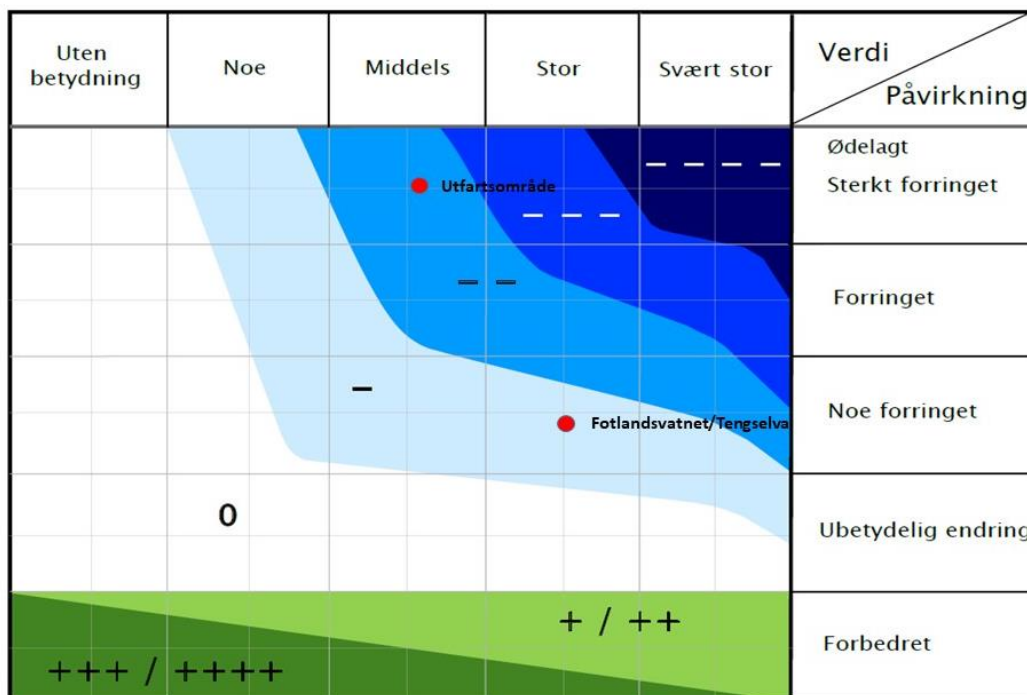 Uten
betydning
Noe
Middels
Stor
Svært stor
Verdi
Påvirkning
Ødelagt
Sterkt forringet
Forringet
Noe forringet
Ubetydelig endring
Forbedret
– – – –
Utfartsområde
– – –
– –
–
Fotlandsvatnet/Tengselva
0
+ / ++
+++ / ++++